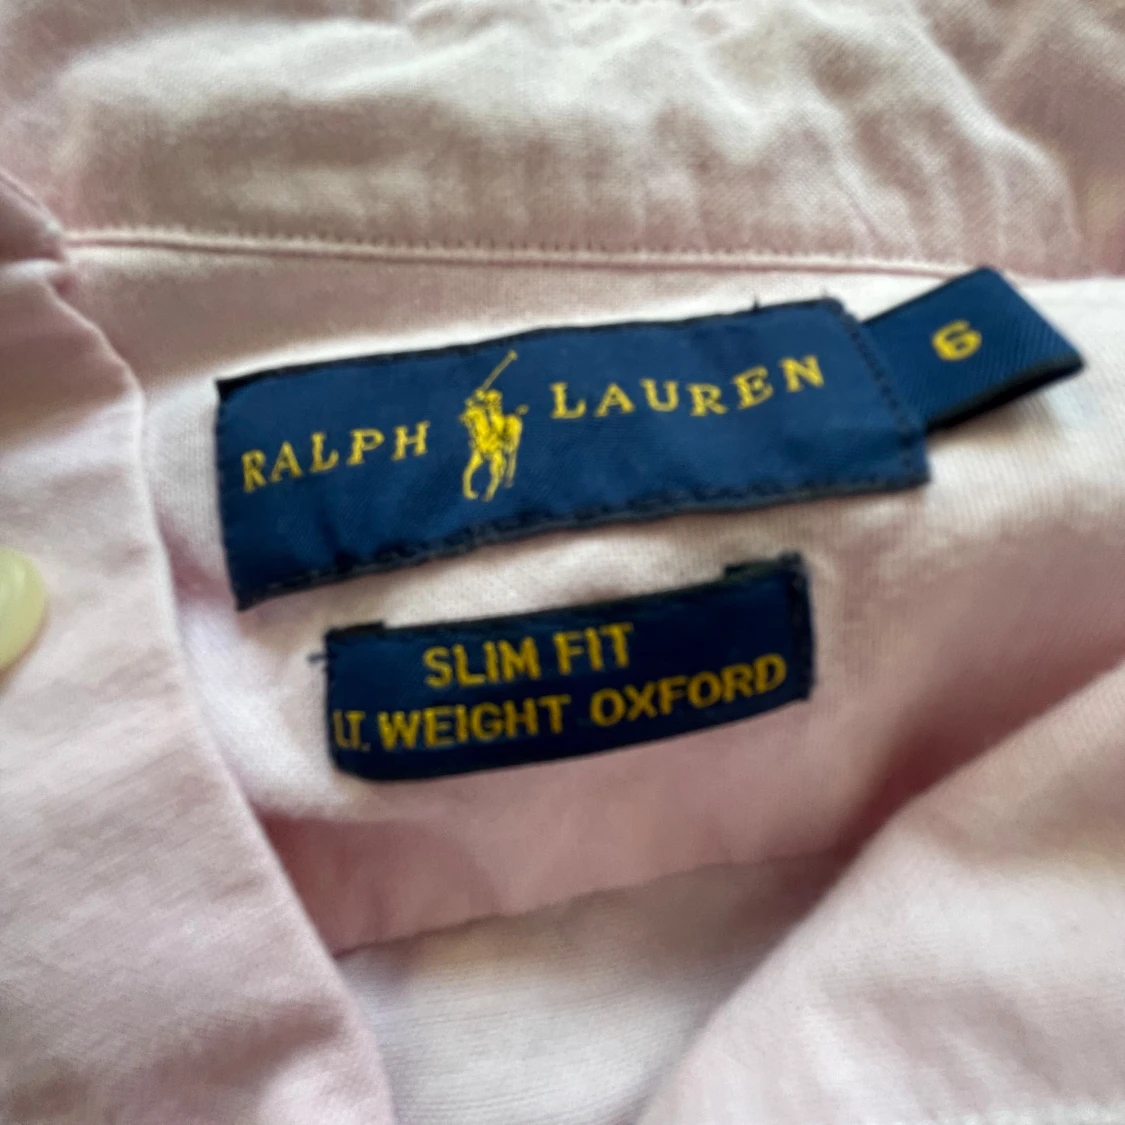 RALPH LAUREN
6
SLIM FIT
LT. WEIGHT OXFORD